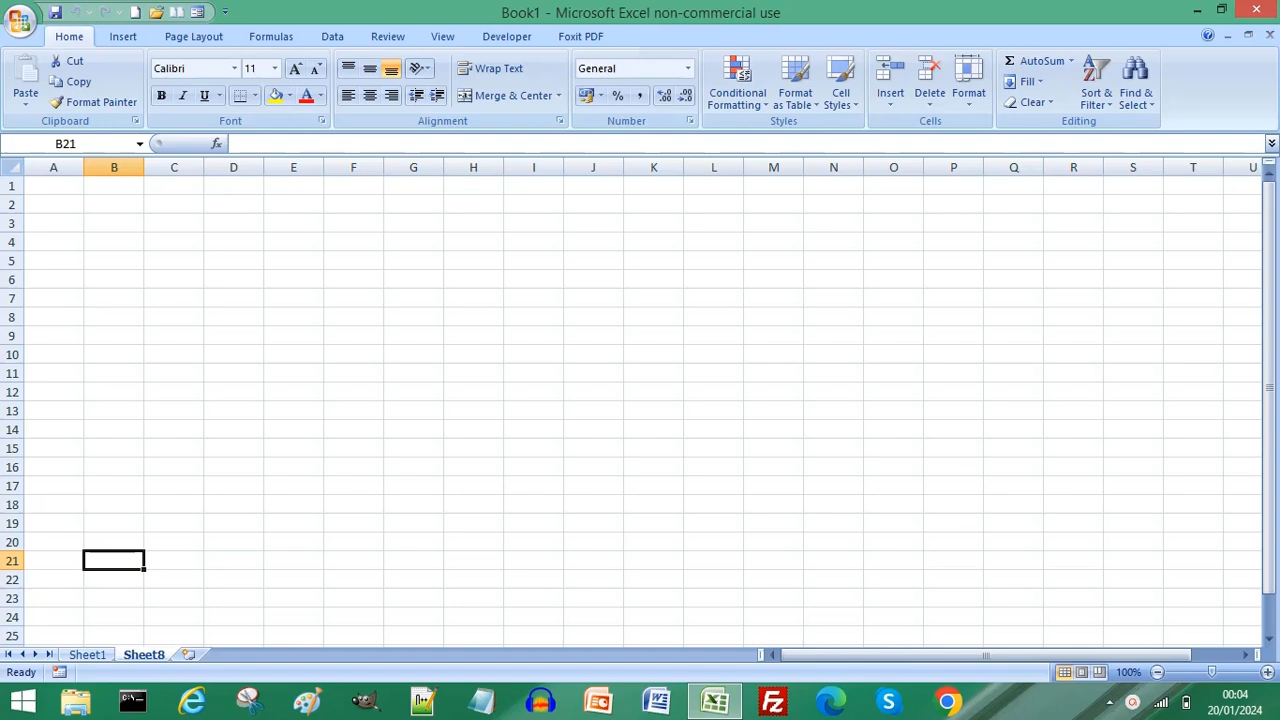 Book1 - Microsoft Excel non-commercial use
Home Insert Page Layout Formulas Data Review View Developer Foxit PDF
Paste
Cut
Copy
Format Painter
Clipboard
Calibri 11
B I U
Font
Wrap Text
Merge & Center
Alignment
General
% ,
Number
Conditional Formatting
Format as Table
Cell Styles
Styles
Insert
Delete
Format
Cells
Σ AutoSum
Fill
Clear
Sort & Filter
Find & Select
Editing
B21 fx
A B C D E F G H I J K L M N O P Q R S T U
1
2
3
4
5
6
7
8
9
10
11
12
13
14
15
16
17
18
19
20
21
22
23
24
25
Sheet1 Sheet8
Ready 100%
00:04
20/01/2024